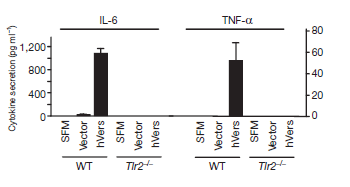 IL-6 TNF-α
Cytokine secretion (pg ml⁻¹)
1,200
800
400
0
80
60
40
20
0
SFM Vector hVers SFM Vector hVers SFM Vector hVers SFM Vector hVers
WT Tlr2⁻/⁻ WT Tlr2⁻/⁻